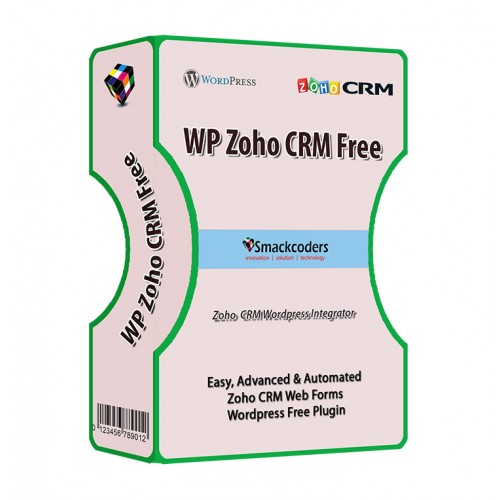 WORDPRESS
ZOHO CRM
WP Zoho CRM Free
Smackcoders
innovation | solution | technology
Zoho CRM Wordpress Integrator
Easy, Advanced & Automated
Zoho CRM Web Forms
Wordpress Free Plugin
WP Zoho CRM Free
0 123456 789012